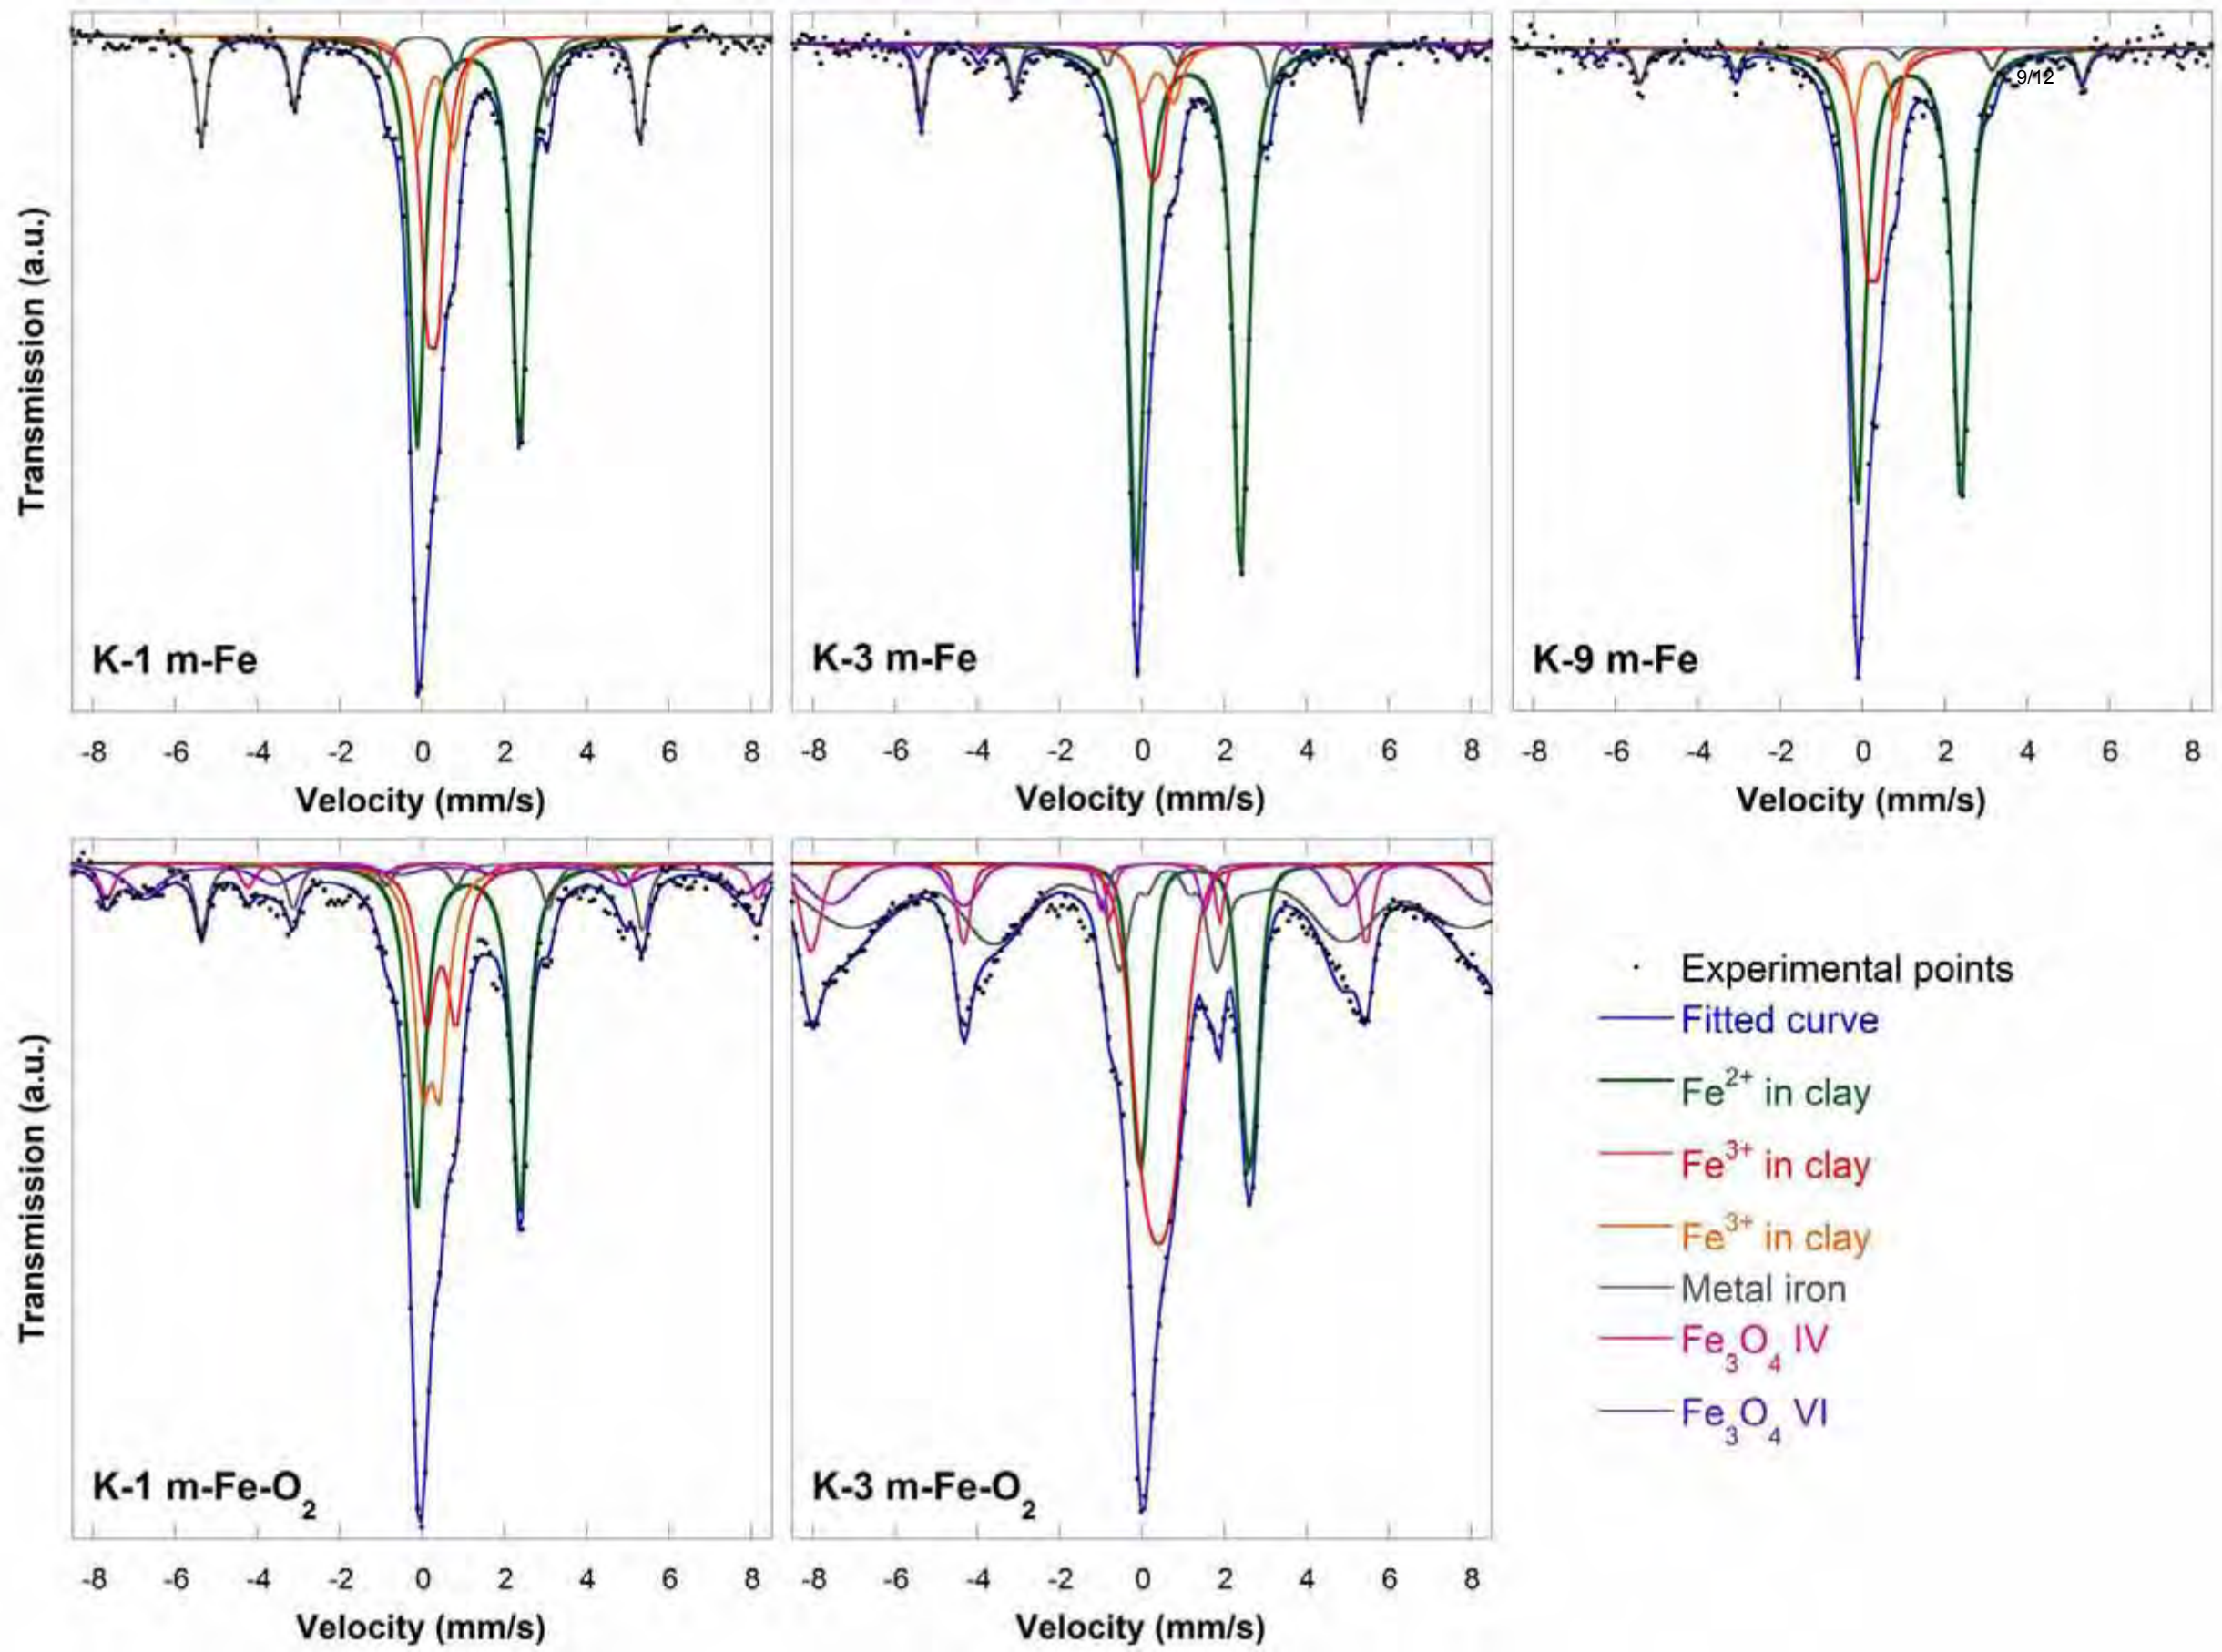 Transmission (a.u.)
K-1 m-Fe
-8 -6 -4 -2 0 2 4 6 8
Velocity (mm/s)
K-3 m-Fe
-8 -6 -4 -2 0 2 4 6 8
Velocity (mm/s)
9/12
K-9 m-Fe
-8 -6 -4 -2 0 2 4 6 8
Velocity (mm/s)
Transmission (a.u.)
K-1 m-Fe-O₂
-8 -6 -4 -2 0 2 4 6 8
Velocity (mm/s)
K-3 m-Fe-O₂
-8 -6 -4 -2 0 2 4 6 8
Velocity (mm/s)
Experimental points
Fitted curve
Fe²⁺ in clay
Fe³⁺ in clay
Fe³⁺ in clay
Metal iron
Fe₃O₄ IV
Fe₃O₄ VI